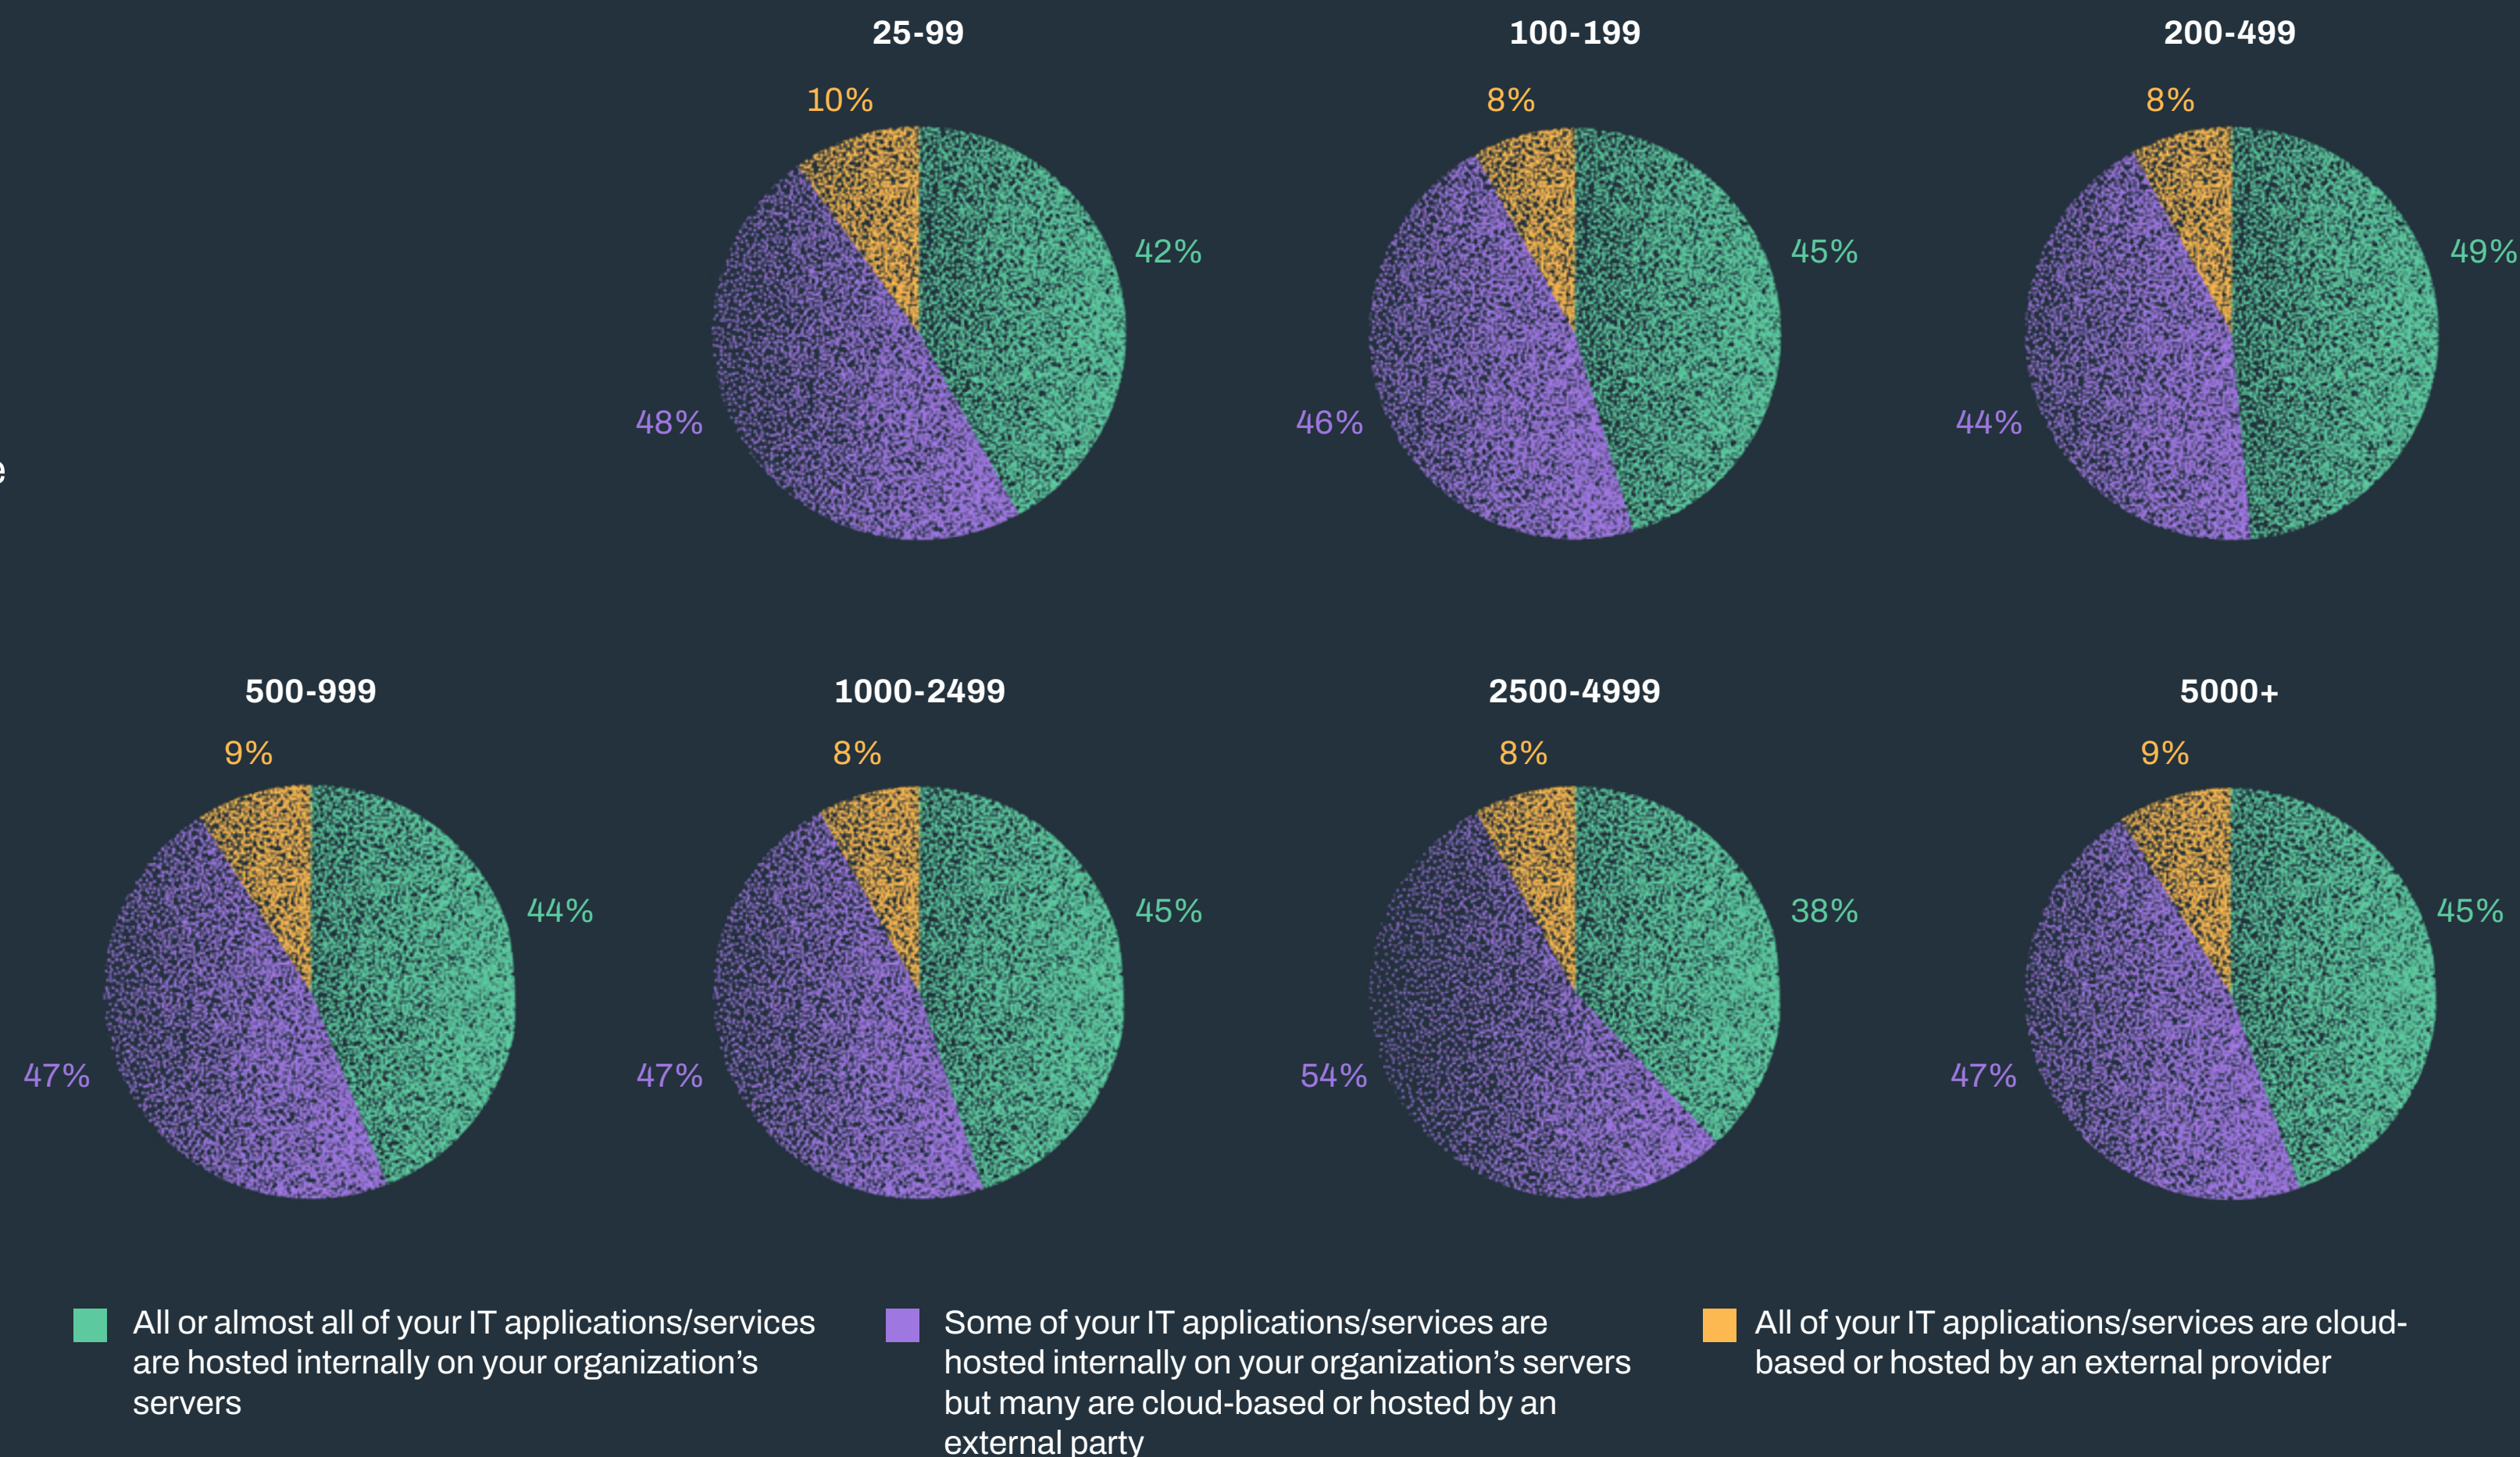 25-99
100-199
200-499
10%
8%
8%
42%
45%
49%
48%
46%
44%
e
500-999
1000-2499
2500-4999
5000+
9%
8%
8%
9%
44%
45%
38%
45%
47%
47%
54%
47%
All or almost all of your IT applications/services
are hosted internally on your organization’s
servers
Some of your IT applications/services are
hosted internally on your organization’s servers
but many are cloud-based or hosted by an
external party
All of your IT applications/services are cloud-
based or hosted by an external provider